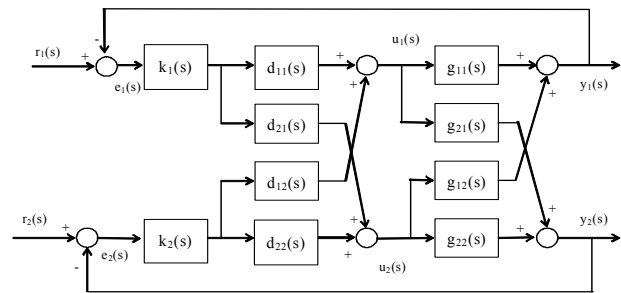 -
r₁(s) + e₁(s) k₁(s) d₁₁(s) + u₁(s) g₁₁(s) + y₁(s)
+ +
d₂₁(s) g₂₁(s)
d₁₂(s) g₁₂(s)
+ +
r₂(s) + e₂(s) k₂(s) d₂₂(s) + u₂(s) g₂₂(s) + y₂(s)
-